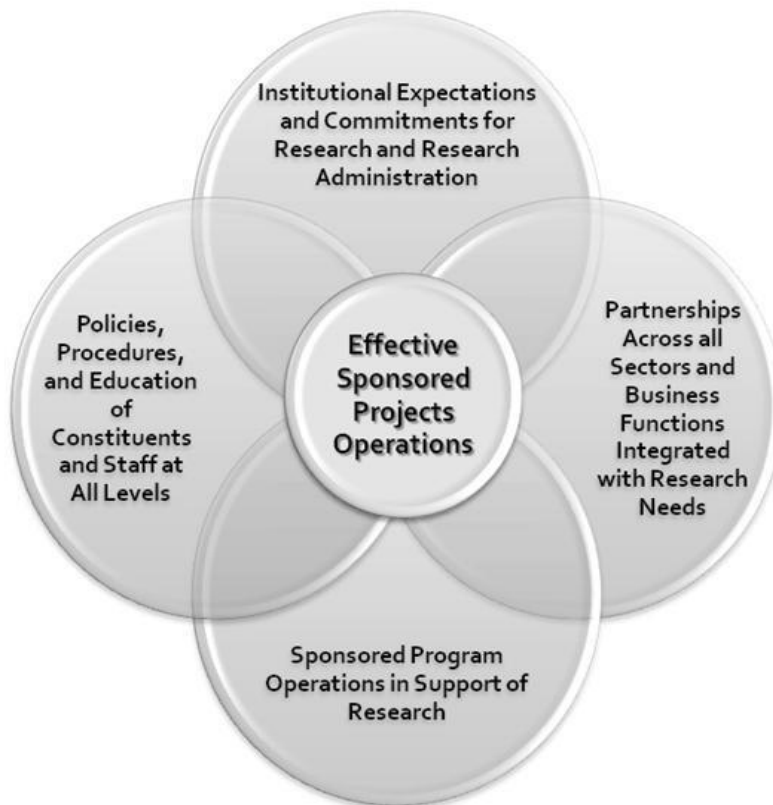 Institutional Expectations
and Commitments for
Research and Research
Administration
Policies,
Procedures,
and Education
of
Constituents
and Staff at
All Levels
Effective
Sponsored
Projects
Operations
Partnerships
Across all
Sectors and
Business
Functions
Integrated
with Research
Needs
Sponsored Program
Operations in Support of
Research